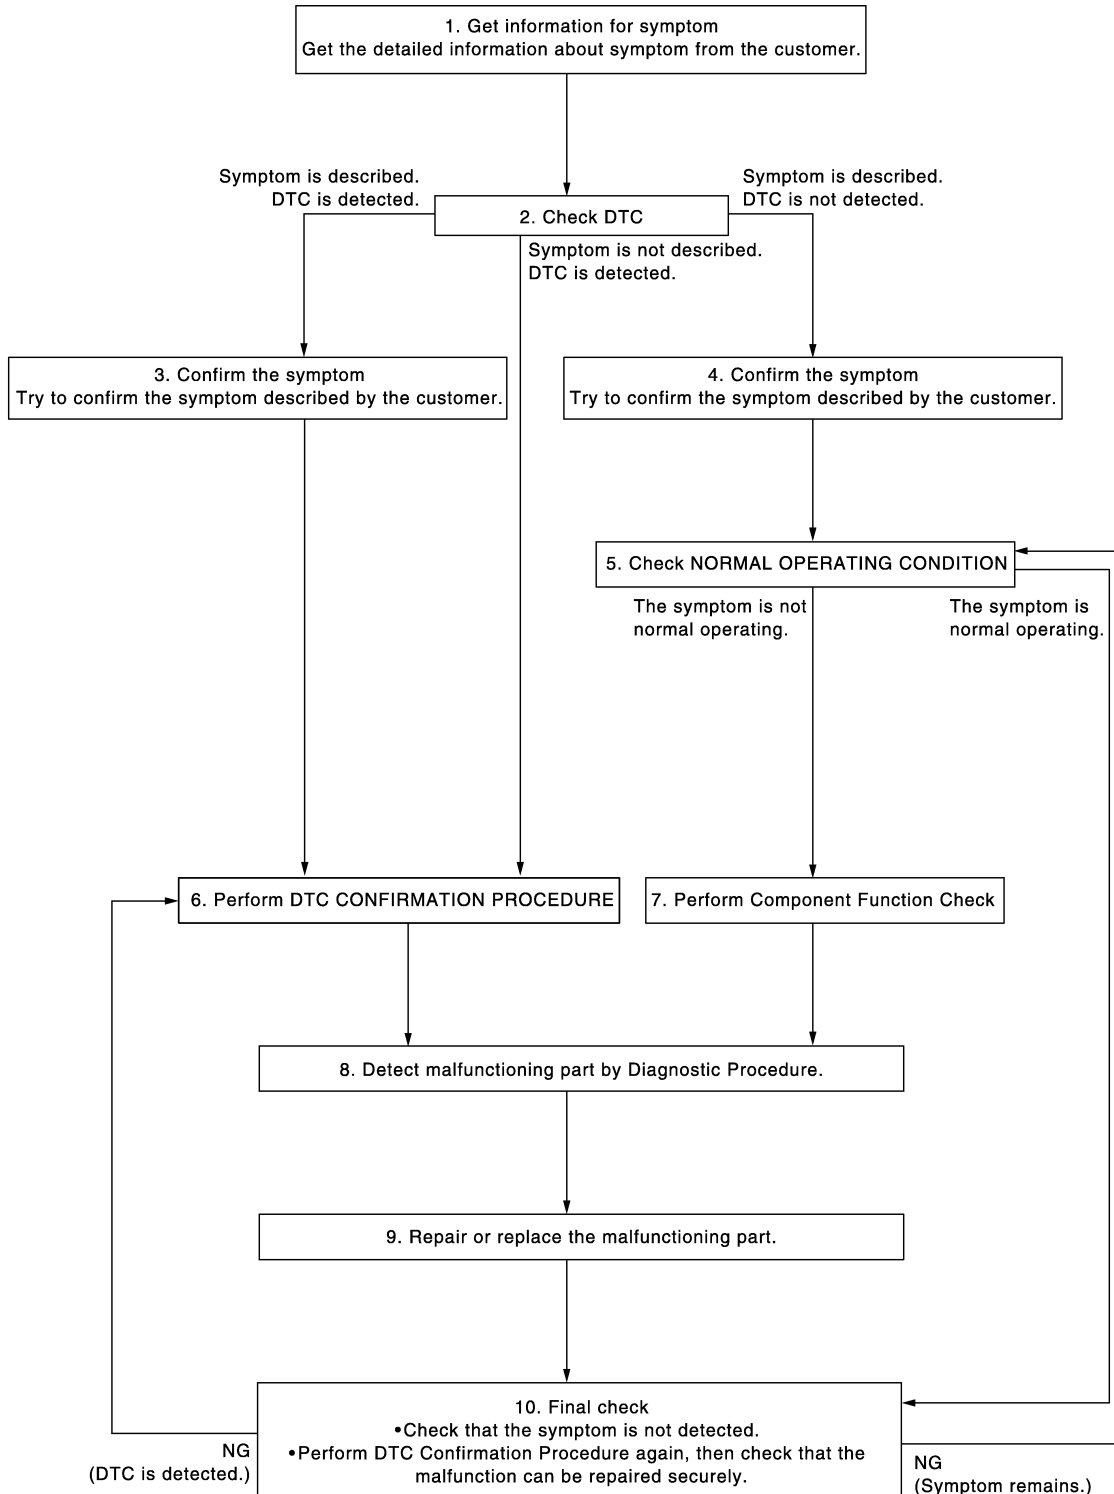 1. Get information for symptom
Get the detailed information about symptom from the customer.
Symptom is described.
DTC is detected.
Symptom is described.
DTC is not detected.
2. Check DTC
Symptom is not described.
DTC is detected.
3. Confirm the symptom
Try to confirm the symptom described by the customer.
4. Confirm the symptom
Try to confirm the symptom described by the customer.
5. Check NORMAL OPERATING CONDITION
The symptom is not
normal operating.
The symptom is
normal operating.
6. Perform DTC CONFIRMATION PROCEDURE
7. Perform Component Function Check
8. Detect malfunctioning part by Diagnostic Procedure.
9. Repair or replace the malfunctioning part.
10. Final check
•Check that the symptom is not detected.
•Perform DTC Confirmation Procedure again, then check that the
malfunction can be repaired securely.
NG
(DTC is detected.)
NG
(Symptom remains.)